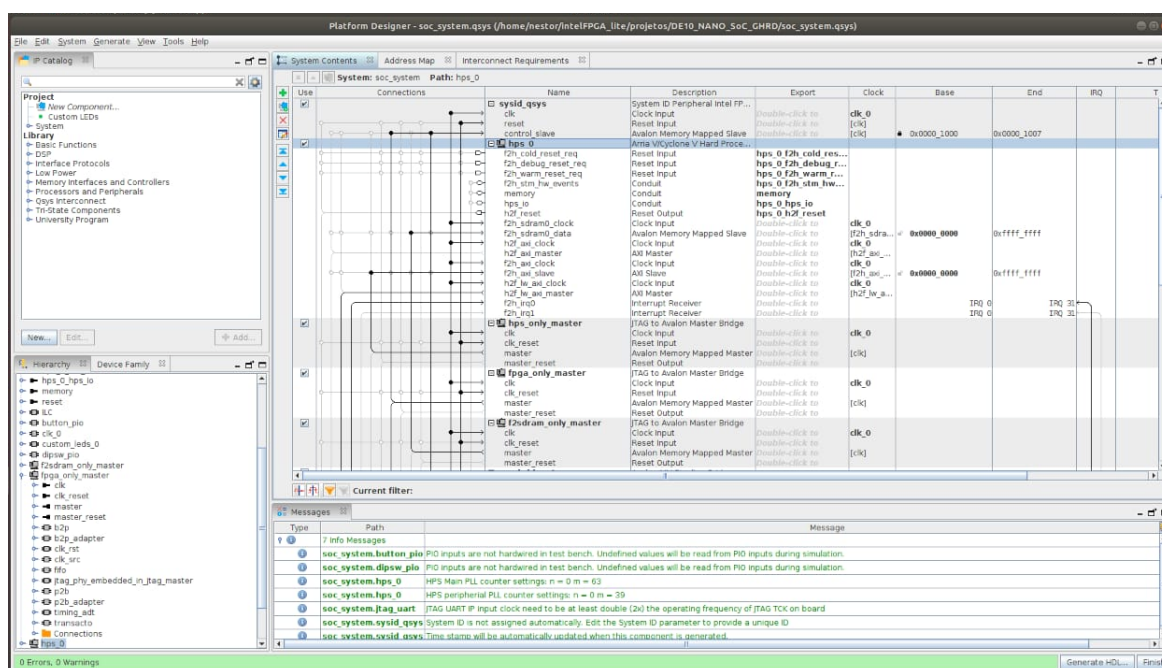 Platform Designer - soc_system.qsys (/home/nestor/intelFPGA_lite/projetos/DE10_NANO_SoC_GHRD/soc_system.qsys)
File Edit System Generate View Tools Help
IP Catalog
Project
New Component...
Custom LEDs
System
Library
Basic Functions
DSP
Interface Protocols
Low Power
Memory Interfaces and Controllers
Processors and Peripherals
Qsys Interconnect
Tri-State Components
University Program
New... Edit... Add...
Hierarchy Device Family
hps_0_hps_io
memory
reset
ILC
button_pio
clk_0
custom_leds_0
dipsw_pio
f2sdram_only_master
fpga_only_master
clk
clk_reset
master
master_reset
b2p
b2p_adapter
clk_rst
clk_src
fifo
jtag_phy_embedded_in_jtag_master
p2b
p2b_adapter
timing_adt
transacto
Connections
hps_0
System Contents Address Map Interconnect Requirements
System: soc_system Path: hps_0
Use Connections Name Description Export Clock Base End IRQ T
sysid_qsys System ID Peripheral Intel FP...
clk Clock Input Double-click to clk_0
reset Reset Input Double-click to [clk]
control_slave Avalon Memory Mapped Slave Double-click to [clk] 0x0000_1000 0x0000_1007
hps_0 Arria V/Cyclone V Hard Proce...
f2h_cold_reset_req Reset Input hps_0_f2h_cold_res...
f2h_debug_reset_req Reset Input hps_0_f2h_debug_r...
f2h_warm_reset_req Reset Input hps_0_f2h_warm_r...
f2h_stm_hw_events Conduit hps_0_f2h_stm_hw...
memory Conduit memory
hps_io Conduit hps_0_hps_io
h2f_reset Reset Output hps_0_h2f_reset
f2h_sdram0_clock Clock Input Double-click to clk_0
f2h_sdram0_data Avalon Memory Mapped Slave Double-click to [f2h_sdra... 0x0000_0000 0xffff_ffff
h2f_axi_clock Clock Input Double-click to clk_0
h2f_axi_master AXI Master Double-click to [h2f_axi_...
f2h_axi_clock Clock Input Double-click to clk_0
f2h_axi_slave AXI Slave Double-click to [f2h_axi_... 0x0000_0000 0xffff_ffff
h2f_lw_axi_clock Clock Input Double-click to clk_0
h2f_lw_axi_master AXI Master Double-click to [h2f_lw_a...
f2h_irq0 Interrupt Receiver Double-click to IRQ 0 IRQ 31
f2h_irq1 Interrupt Receiver Double-click to IRQ 0 IRQ 31
hps_only_master JTAG to Avalon Master Bridge
clk Clock Input Double-click to clk_0
clk_reset Reset Input Double-click to
master Avalon Memory Mapped Master Double-click to [clk]
master_reset Reset Output Double-click to
fpga_only_master JTAG to Avalon Master Bridge
clk Clock Input Double-click to clk_0
clk_reset Reset Input Double-click to
master Avalon Memory Mapped Master Double-click to [clk]
master_reset Reset Output Double-click to
f2sdram_only_master JTAG to Avalon Master Bridge
clk Clock Input Double-click to clk_0
clk_reset Reset Input Double-click to
master Avalon Memory Mapped Master Double-click to [clk]
master_reset Reset Output Double-click to
Current filter:
Messages
Type Path Message
7 Info Messages
soc_system.button_pio PIO inputs are not hardwired in test bench. Undefined values will be read from PIO inputs during simulation.
soc_system.dipsw_pio PIO inputs are not hardwired in test bench. Undefined values will be read from PIO inputs during simulation.
soc_system.hps_0 HPS Main PLL counter settings: n = 0 m = 63
soc_system.hps_0 HPS peripherial PLL counter settings: n = 0 m = 39
soc_system.jtag_uart JTAG UART IP input clock need to be at least double (2x) the operating frequency of JTAG TCK on board
soc_system.sysid_qsys System ID is not assigned automatically. Edit the System ID parameter to provide a unique ID
soc_system.sysid_qsys Time stamp will be automatically updated when this component is generated.
0 Errors, 0 Warnings
Generate HDL... Finis